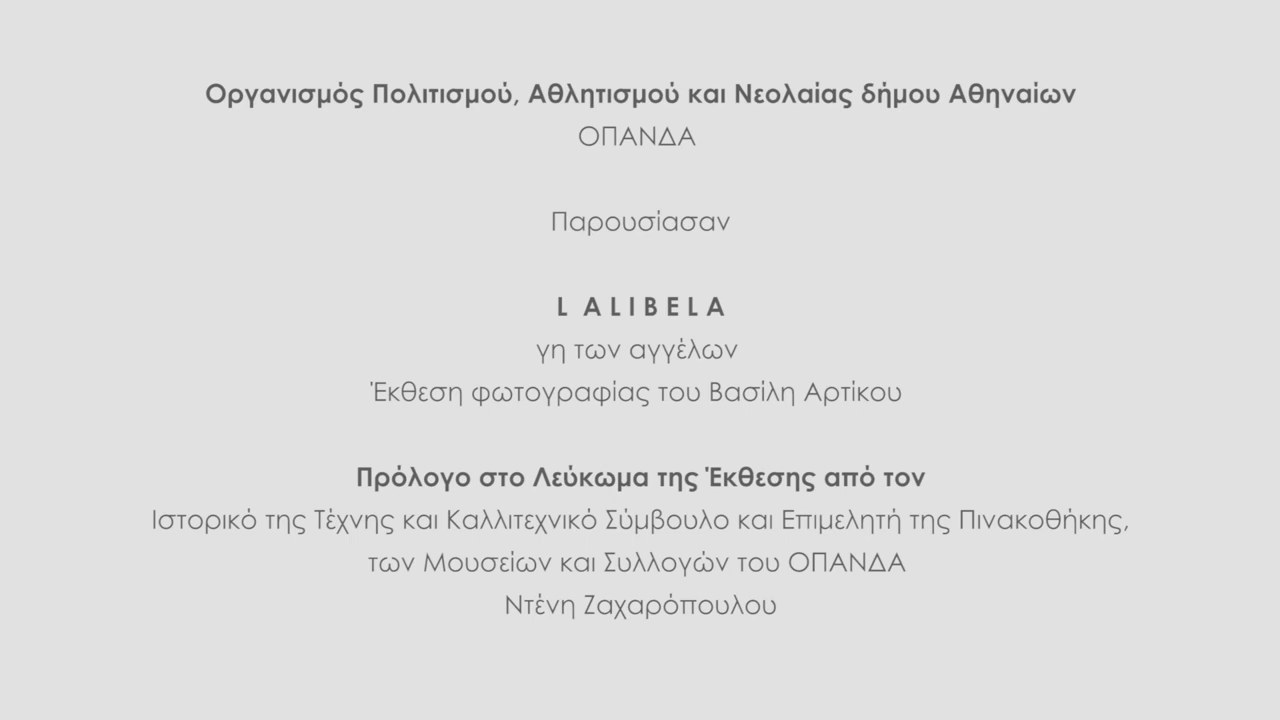 Οργανισμός Πολιτισμού, Αθλητισμού και Νεολαίας δήμου Αθηναίων
ΟΠΑΝΔΑ
Παρουσίασαν
L ALIBELA
γη των αγγέλων
Έκθεση φωτογραφίας του Βασίλη Αρτίκου
Πρόλογο στο Λεύκωμα της Έκθεσης από τον
Ιστορικό της Τέχνης και Καλλιτεχνικό Σύμβουλο και Επιμελητή της Πινακοθήκης,
των Μουσείων και Συλλογών του ΟΠΑΝΔΑ
Ντένη Ζαχαρόπουλου